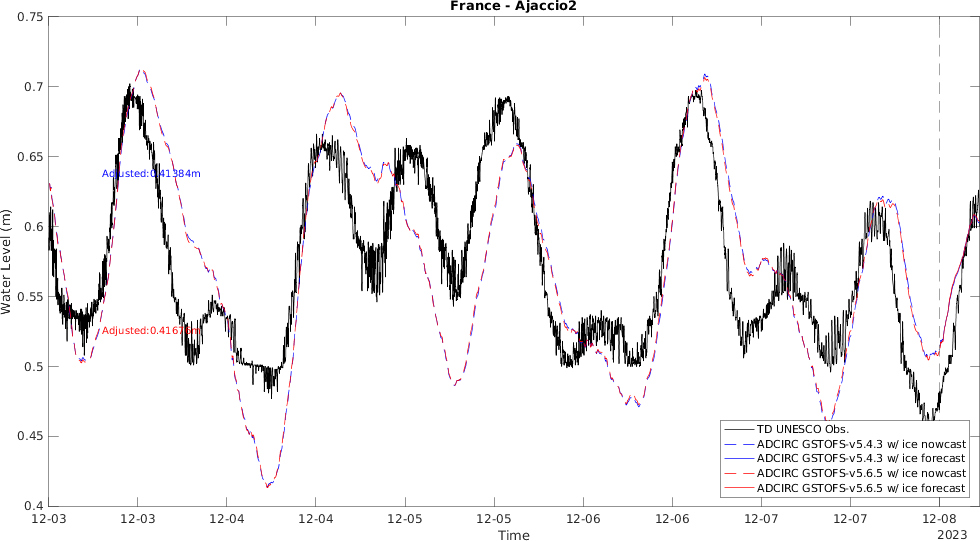 France - Ajaccio2
0.75
0.7
0.65
0.6
0.55
0.5
0.45
0.4
Water Level (m)
Adjusted:0.41384m
Adjusted:0.41676m
TD UNESCO Obs.
ADCIRC GSTOFS-v5.4.3 w/ ice nowcast
ADCIRC GSTOFS-v5.4.3 w/ ice forecast
ADCIRC GSTOFS-v5.6.5 w/ ice nowcast
ADCIRC GSTOFS-v5.6.5 w/ ice forecast
12-03 12-03 12-04 12-04 12-05 12-05 12-06 12-06 12-07 12-07 12-08
Time
2023